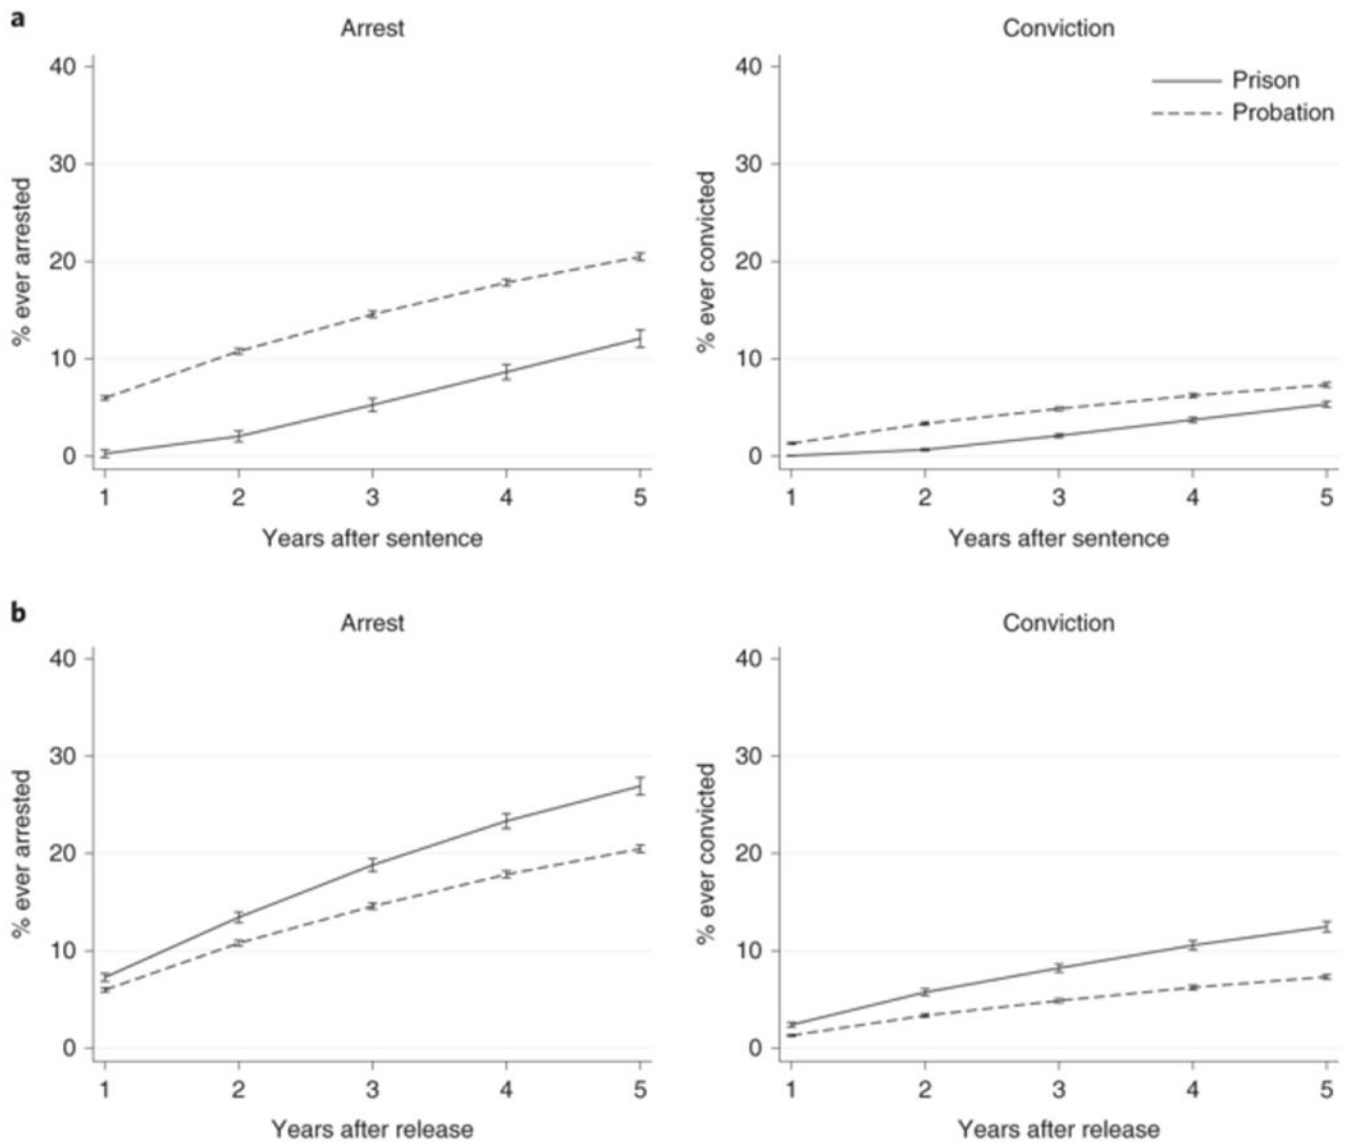 a
Arrest
Conviction
40
30
20
10
0
% ever arrested
1 2 3 4 5
Years after sentence
40
30
20
10
0
% ever convicted
Prison
Probation
1 2 3 4 5
Years after sentence
b
Arrest
Conviction
40
30
20
10
0
% ever arrested
1 2 3 4 5
Years after release
40
30
20
10
0
% ever convicted
1 2 3 4 5
Years after release